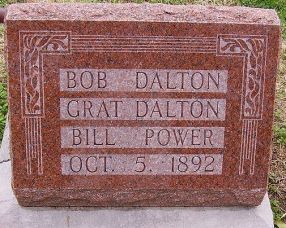 BOB DALTON
GRAT DALTON
BILL POWER
OCT. 5. 1892